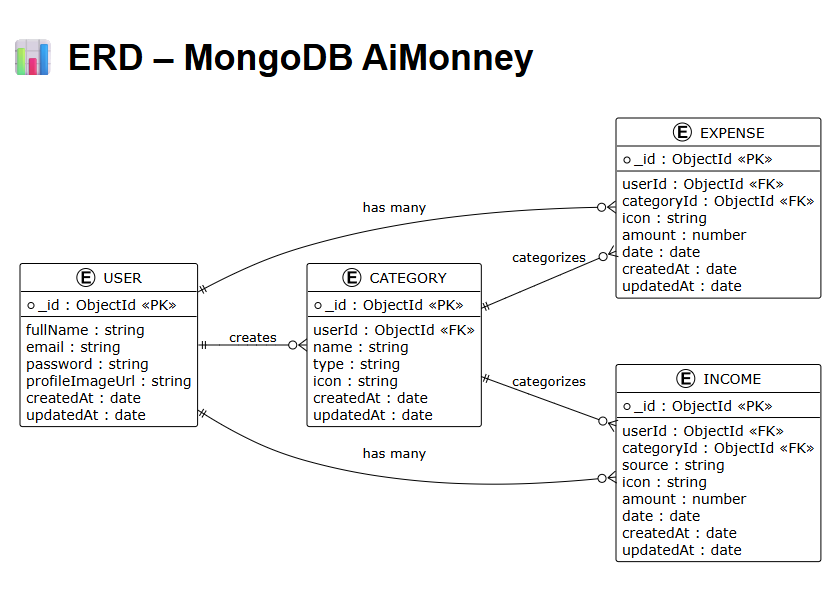 ERD – MongoDB AiMonney
E EXPENSE
_id : ObjectId «PK»
userId : ObjectId «FK»
categoryId : ObjectId «FK»
icon : string
amount : number
date : date
createdAt : date
updatedAt : date
has many
categorizes
E USER
_id : ObjectId «PK»
fullName : string
email : string
password : string
profileImageUrl : string
createdAt : date
updatedAt : date
creates
E CATEGORY
_id : ObjectId «PK»
userId : ObjectId «FK»
name : string
type : string
icon : string
createdAt : date
updatedAt : date
categorizes
has many
E INCOME
_id : ObjectId «PK»
userId : ObjectId «FK»
categoryId : ObjectId «FK»
source : string
icon : string
amount : number
date : date
createdAt : date
updatedAt : date